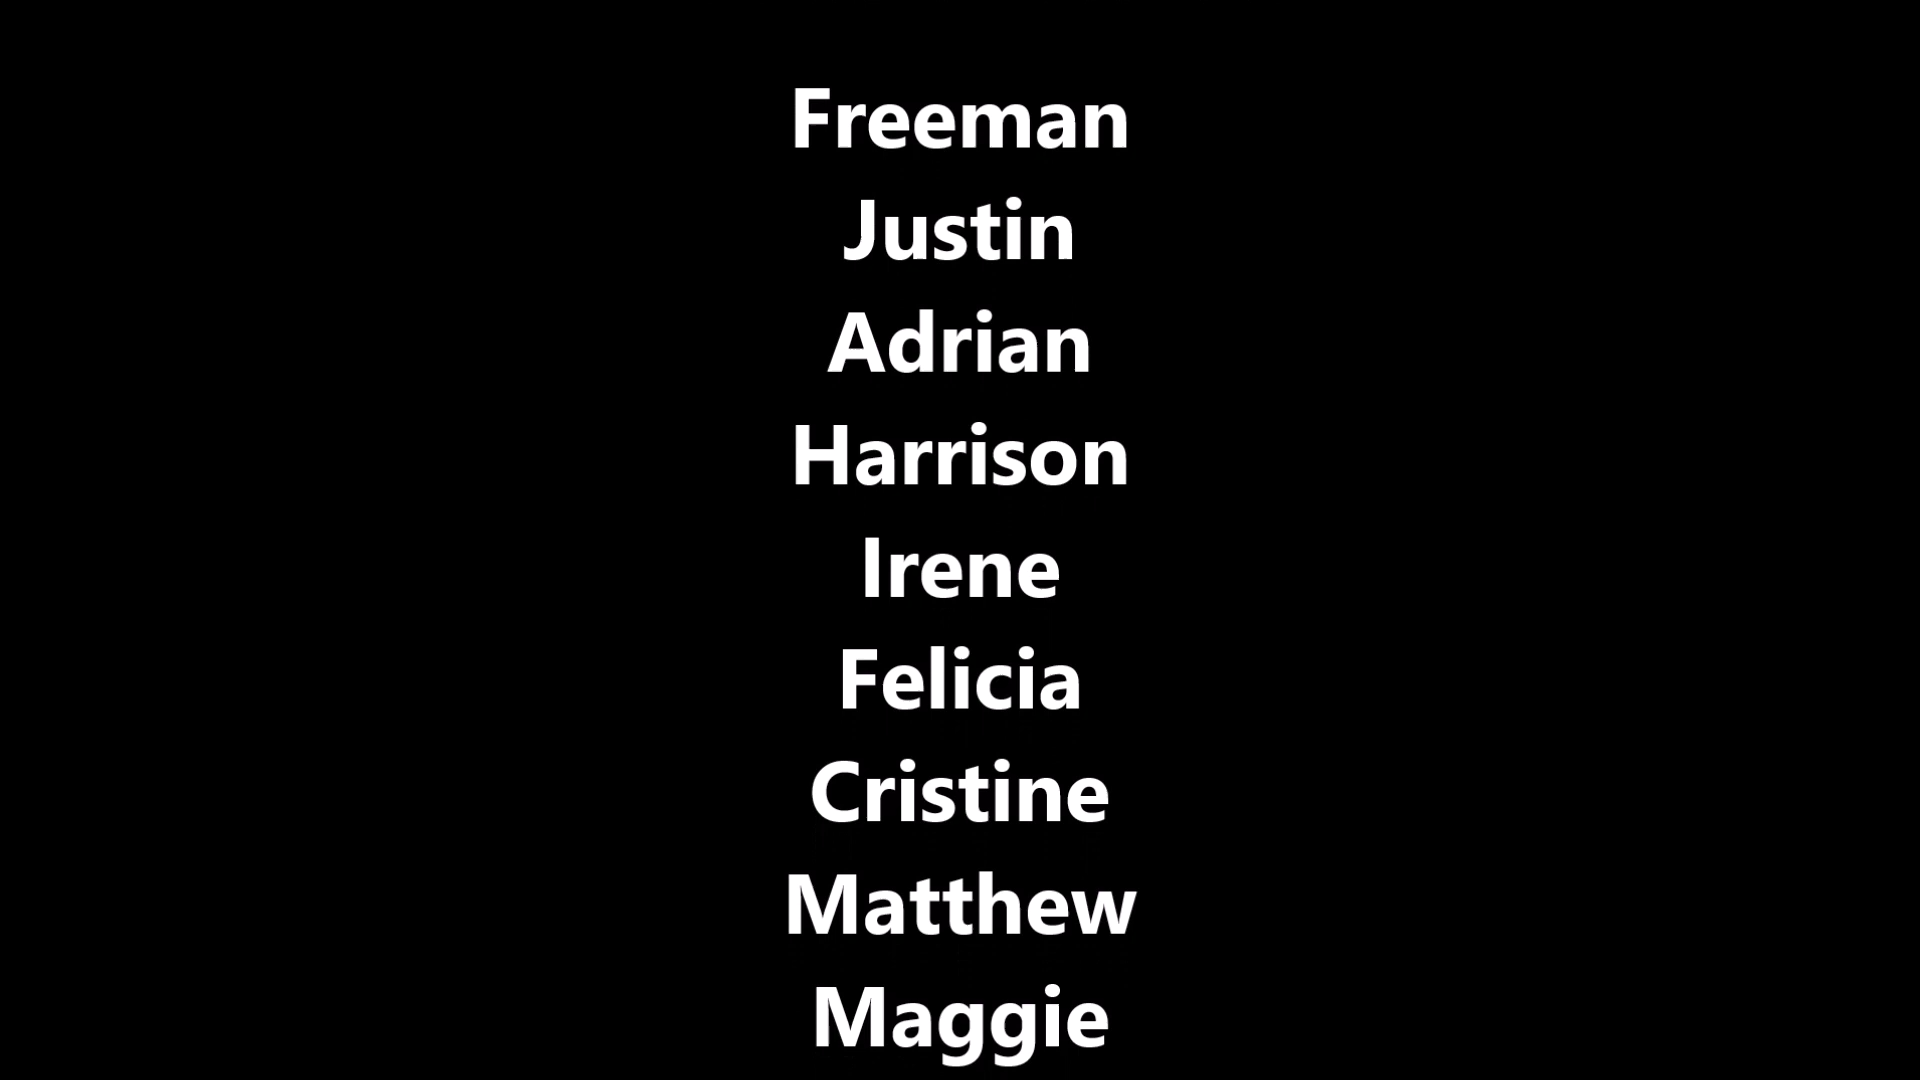 Freeman
Justin
Adrian
Harrison
Irene
Felicia
Cristine
Matthew
Maggie